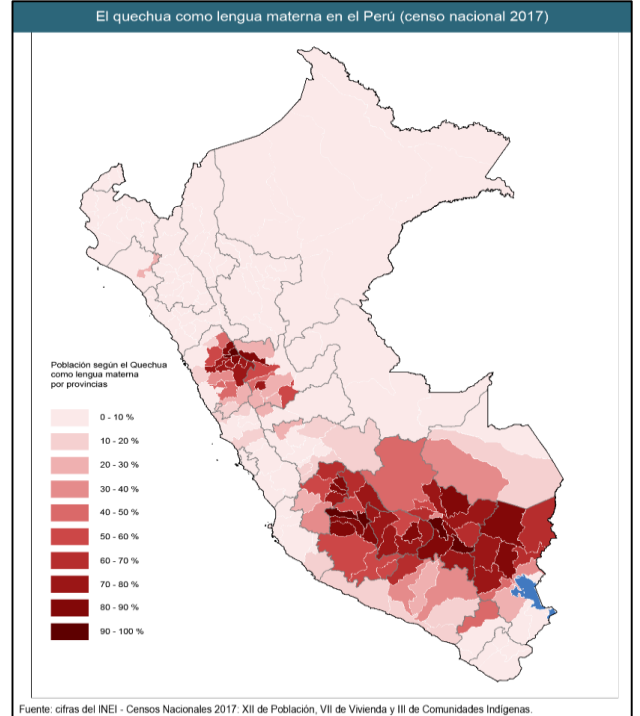 El quechua como lengua materna en el Perú (censo nacional 2017)
Población según el Quechua
como lengua materna
por provincias
0 - 10 %
10 - 20 %
20 - 30 %
30 - 40 %
40 - 50 %
50 - 60 %
60 - 70 %
70 - 80 %
80 - 90 %
90 - 100 %
Fuente: cifras del INEI - Censos Nacionales 2017: XII de Población, VII de Vivienda y III de Comunidades Indígenas.